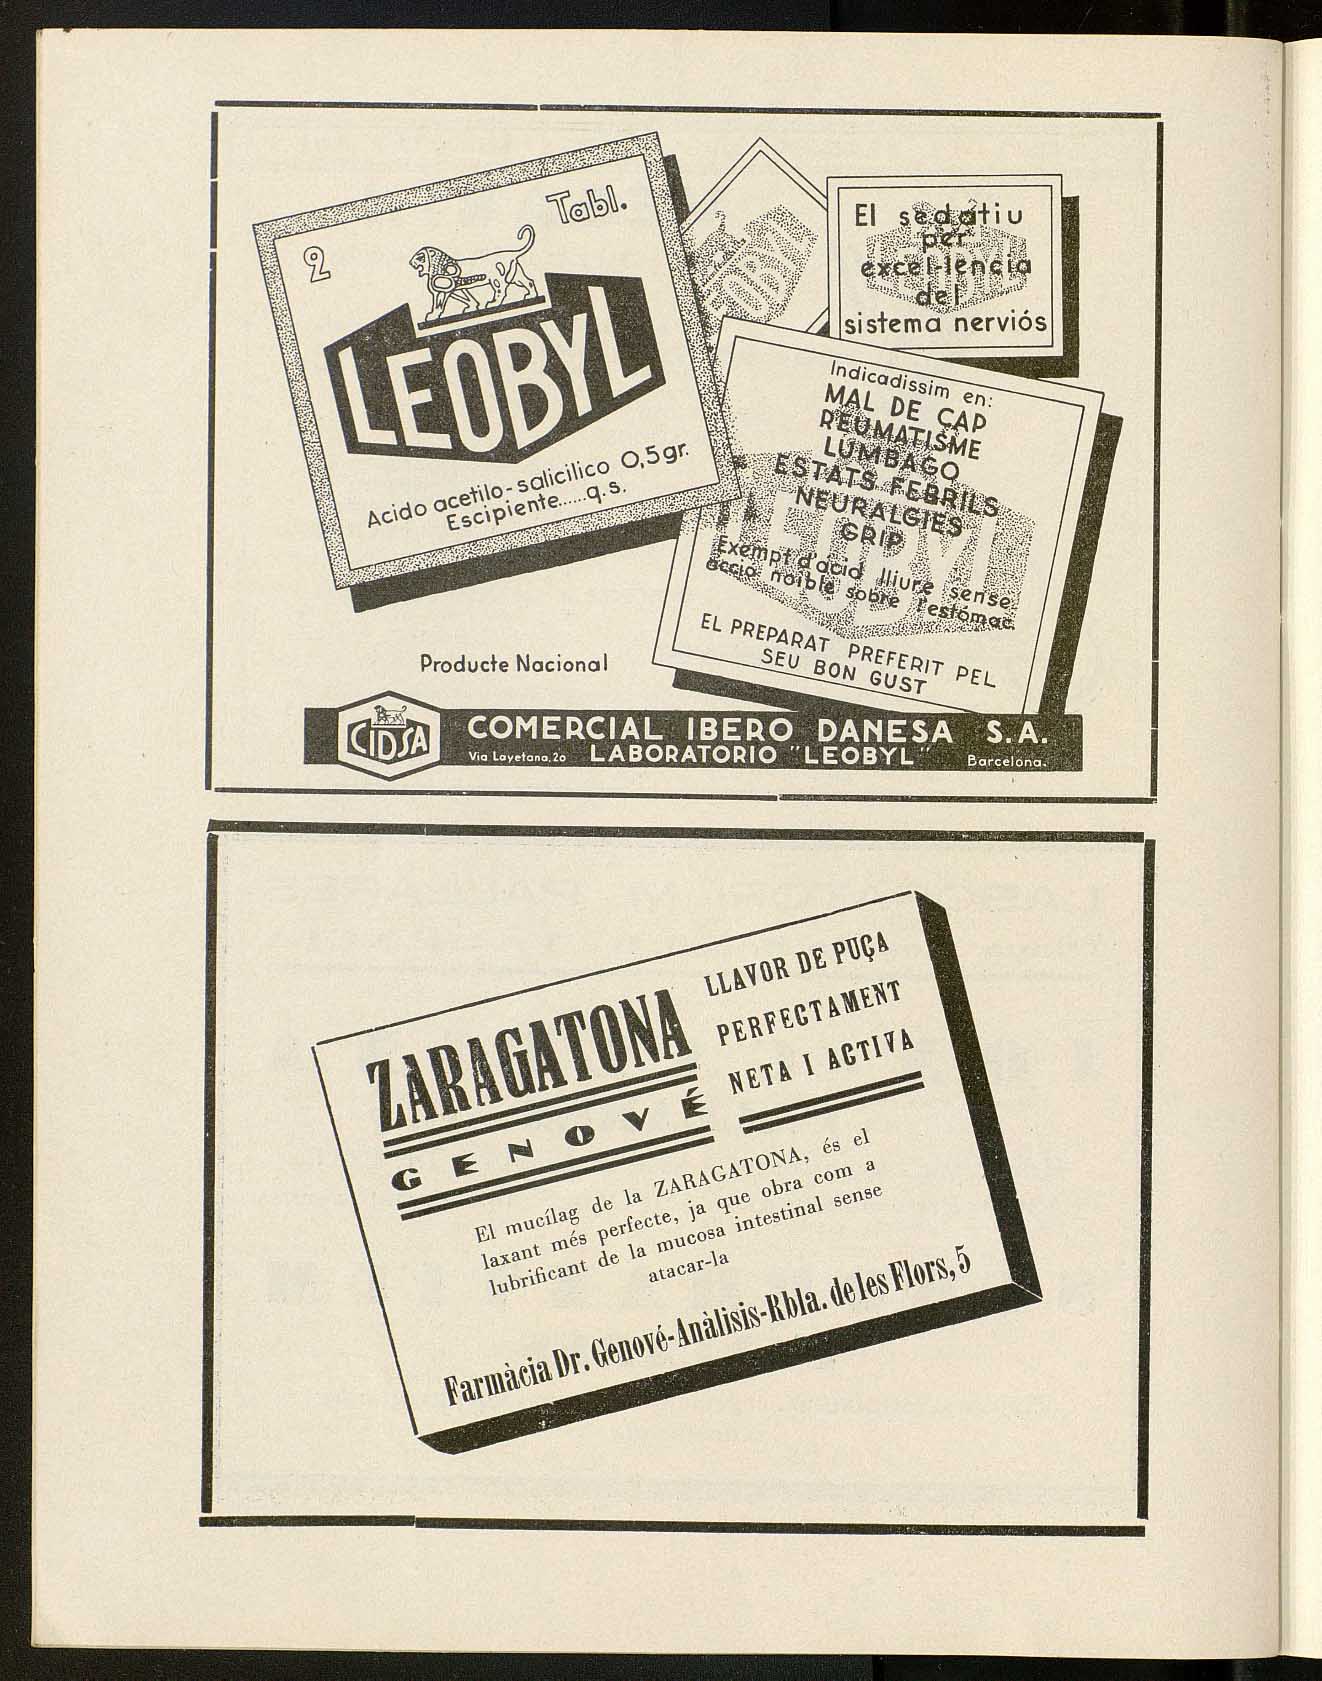 2
Tabl.
LEOBYL
Acido acetilo-salicilico 0,5gr.
Escipiente.....q.s.
LEOBYL
El sedatiu
per
excel-lencia
del
sistema nerviós
Indicadissim en:
MAL DE CAP
REUMATISME
LUMBAGO
ESTATS FEBRILS
NEURALGIES
GRIP
Exempt d'acid lliure sense
accio noible sobre l'estómac.
EL PREPARAT PREFERIT PEL
SEU BON GUST
Producte Nacional
CIDSA
COMERCIAL IBERO DANESA S.A.
Via Layetana, 20 LABORATORIO "LEOBYL" Barcelona.
ZARAGATONA
GENOVÉ
LLAVOR DE PUÇA
PERFECTAMENT
NETA I ACTIVA
El mucílag de la ZARAGATONA, és el
laxant més perfecte, ja que obra com a
lubrificant de la mucosa intestinal sense
atacar-la
Farmàcia Dr. Genové-Anàlisis-Rbla. de les Flors, 5